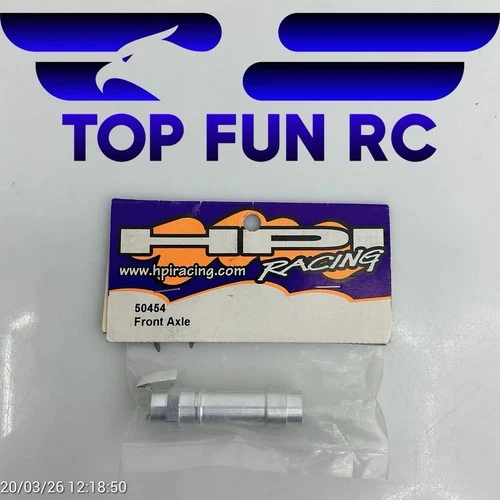 TOP FUN RC
HPI
RACING
www.hpiracing.com
50454
Front Axle
20/03/26 12:18:50